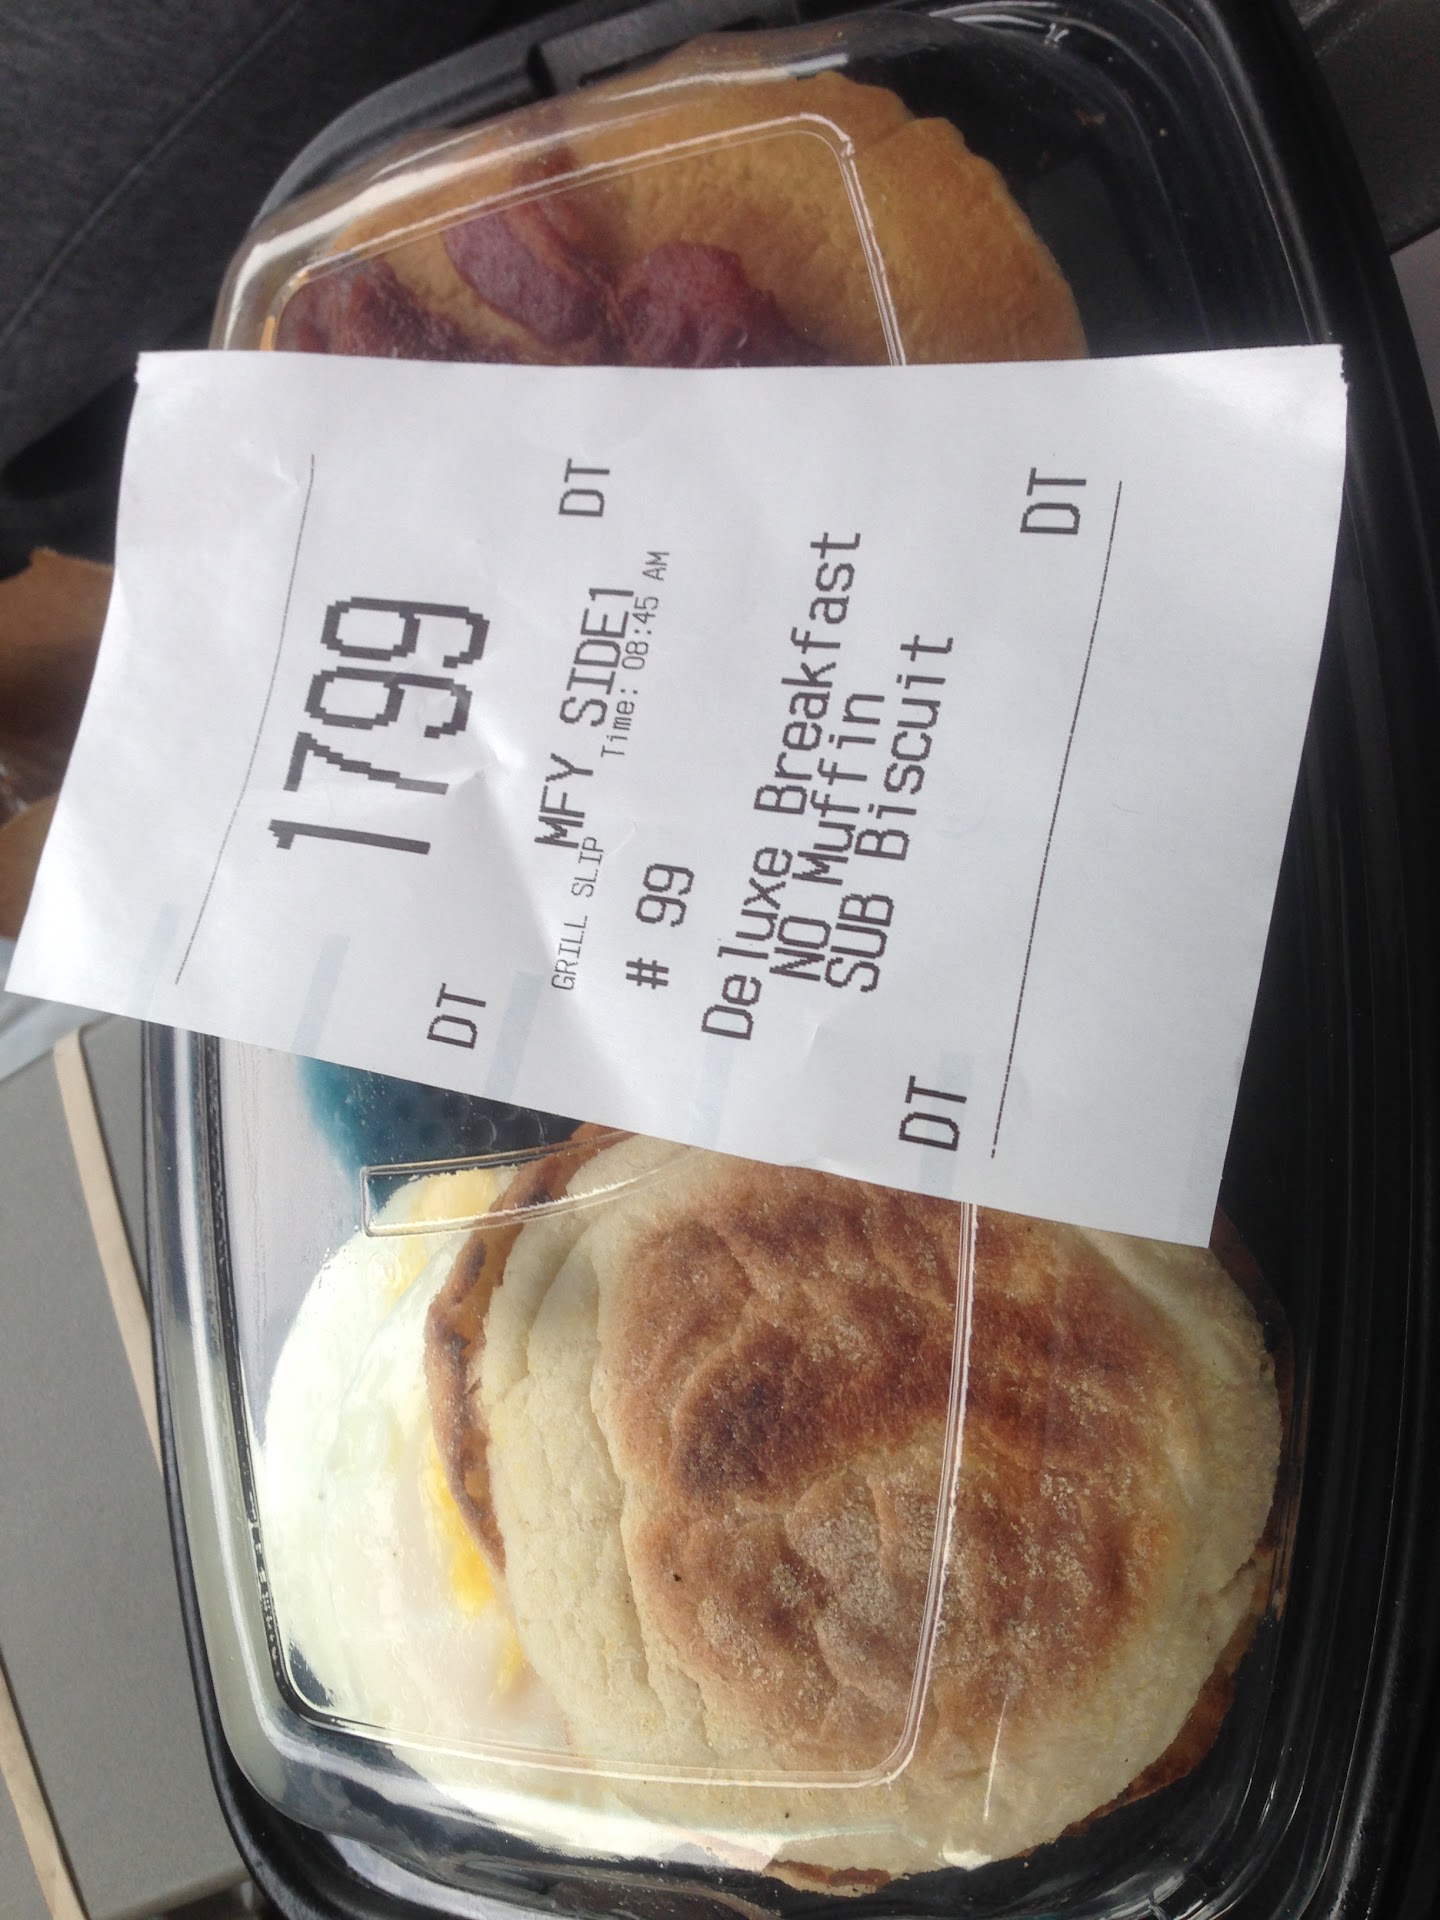 1799
DT DT
MFY SIDE1
GRILL SLIP Time: 08:45 AM
# 99
Deluxe Breakfast
NO Muffin
SUB Biscuit
DT DT